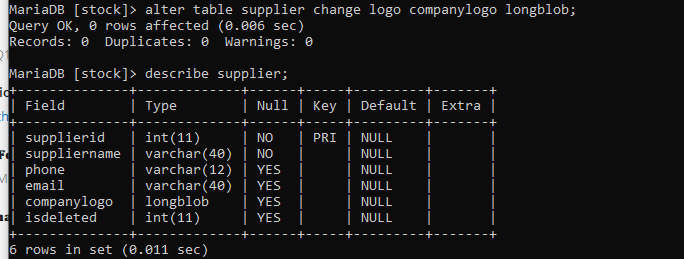 MariaDB [stock]> alter table supplier change logo companylogo longblob;
Query OK, 0 rows affected (0.006 sec)
Records: 0  Duplicates: 0  Warnings: 0
MariaDB [stock]> describe supplier;
+--------------+-------------+------+-----+---------+-------+
| Field        | Type        | Null | Key | Default | Extra |
+--------------+-------------+------+-----+---------+-------+
| supplierid   | int(11)     | NO   | PRI | NULL    |       |
| suppliername | varchar(40) | NO   |     | NULL    |       |
| phone        | varchar(12) | YES  |     | NULL    |       |
| email        | varchar(40) | YES  |     | NULL    |       |
| companylogo  | longblob    | YES  |     | NULL    |       |
| isdeleted    | int(11)     | YES  |     | NULL    |       |
+--------------+-------------+------+-----+---------+-------+
6 rows in set (0.011 sec)